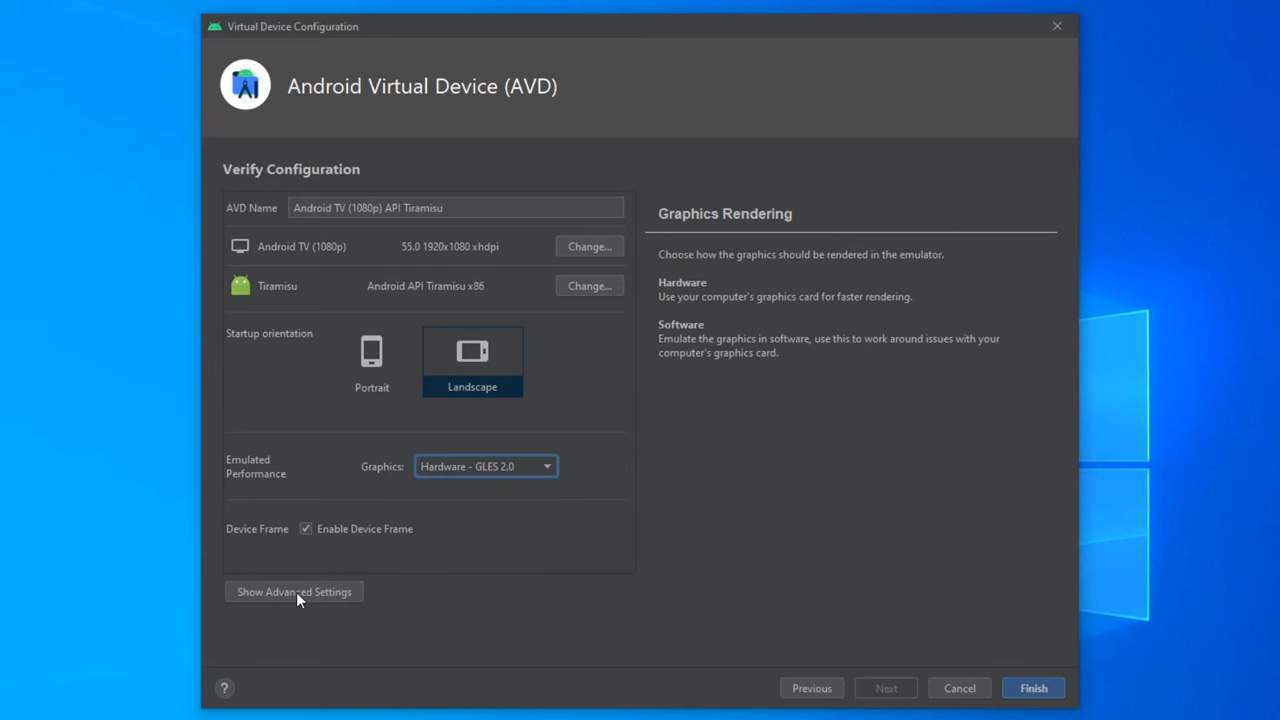 Virtual Device Configuration
Android Virtual Device (AVD)
Verify Configuration
AVD Name Android TV (1080p) API Tiramisu
Android TV (1080p) 55.0 1920x1080 xhdpi Change...
Tiramisu Android API Tiramisu x86 Change...
Startup orientation
Portrait
Landscape
Emulated
Performance
Graphics: Hardware - GLES 2.0
Device Frame Enable Device Frame
Show Advanced Settings
Graphics Rendering
Choose how the graphics should be rendered in the emulator.
Hardware
Use your computer's graphics card for faster rendering.
Software
Emulate the graphics in software, use this to work around issues with your
computer's graphics card.
? Previous Next Cancel Finish